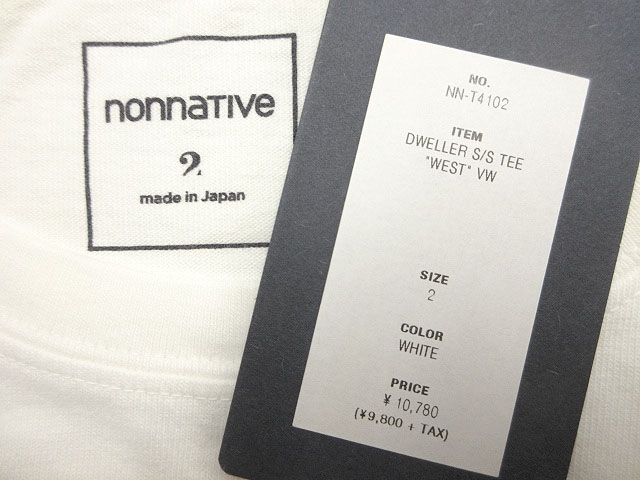 nonnative
2
made in Japan
NO.
NN-T4102
ITEM
DWELLER S/S TEE
"WEST" VW
SIZE
2
COLOR
WHITE
PRICE
¥ 10,780
(¥9,800 + TAX)